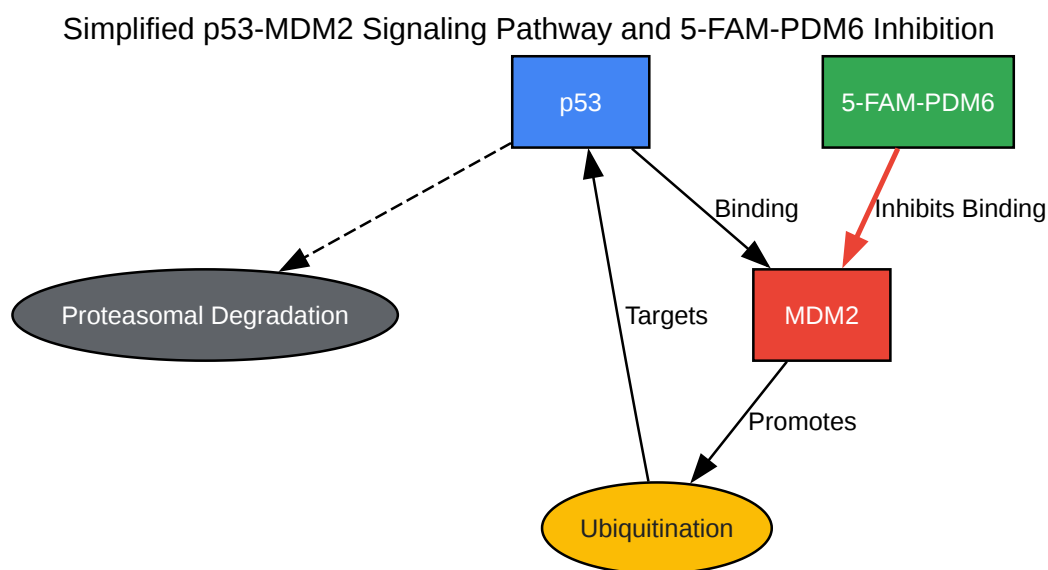 Simplified p53-MDM2 Signaling Pathway and 5-FAM-PDM6 Inhibition
p53
5-FAM-PDM6
Binding
Inhibits Binding
Proteasomal Degradation
Targets
MDM2
Promotes
Ubiquitination